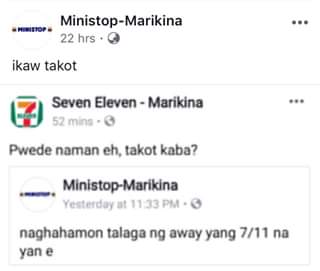 Ministop-Marikina
MINISTOP
22 hrs ·
ikaw takot
7
ELEVEn
Seven Eleven - Marikina
52 mins ·
Pwede naman eh, takot kaba?
MINISTOP
Ministop-Marikina
Yesterday at 11:33 PM ·
naghahamon talaga ng away yang 7/11 na
yan e